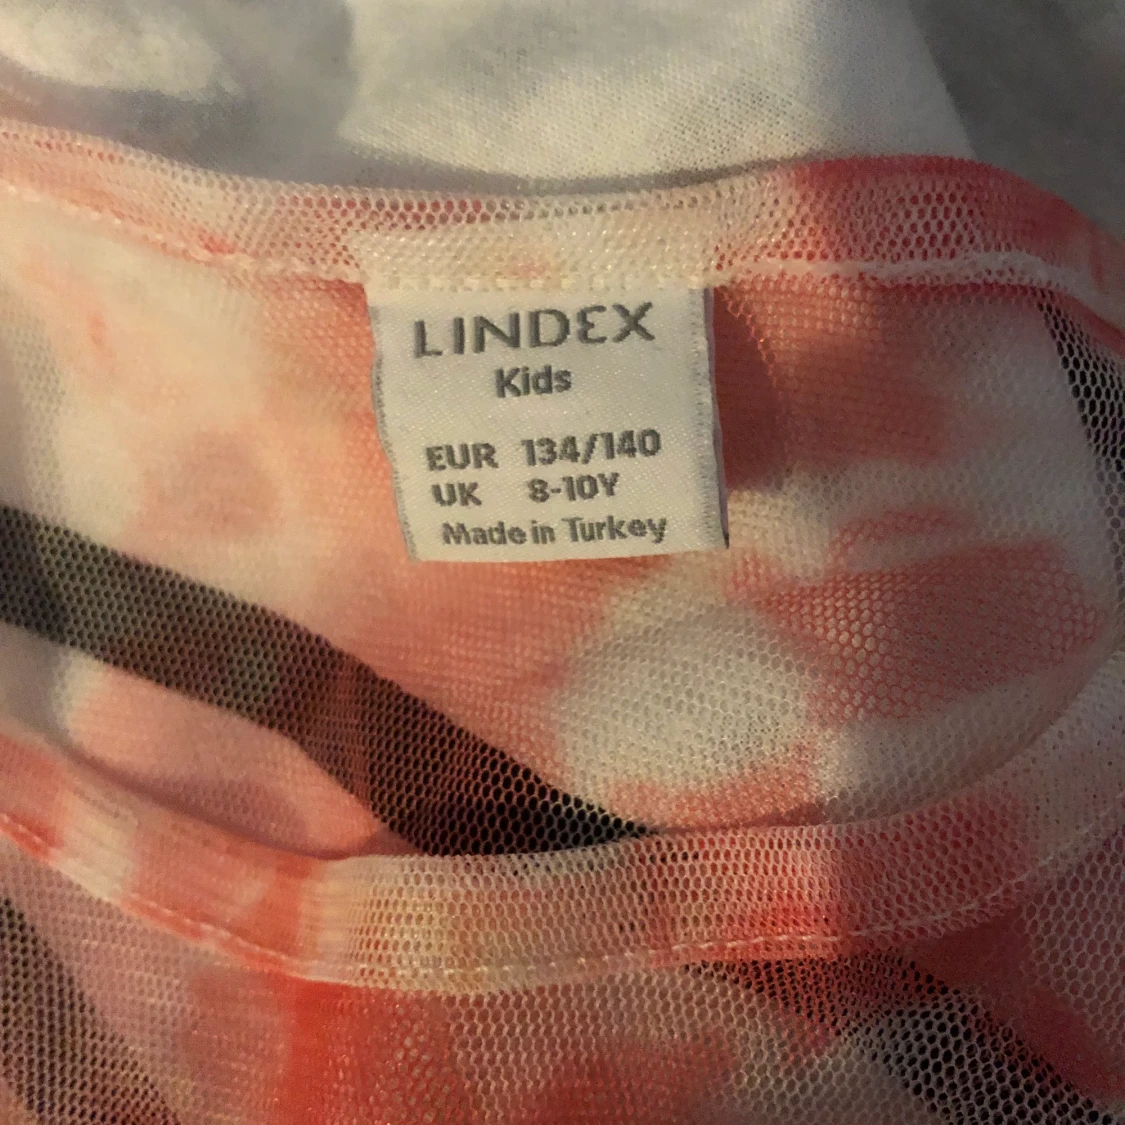 LINDEX
Kids
EUR 134/140
UK 8-10Y
Made in Turkey